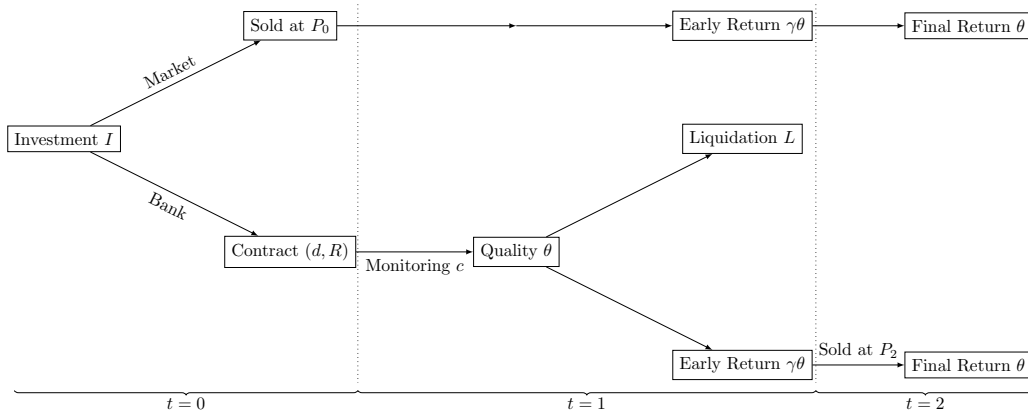 Sold at P₀
Early Return γθ
Final Return θ
Market
Investment I
Liquidation L
Bank
Contract (d, R)
Monitoring c
Quality θ
Early Return γθ
Sold at P₂
Final Return θ
t = 0
t = 1
t = 2